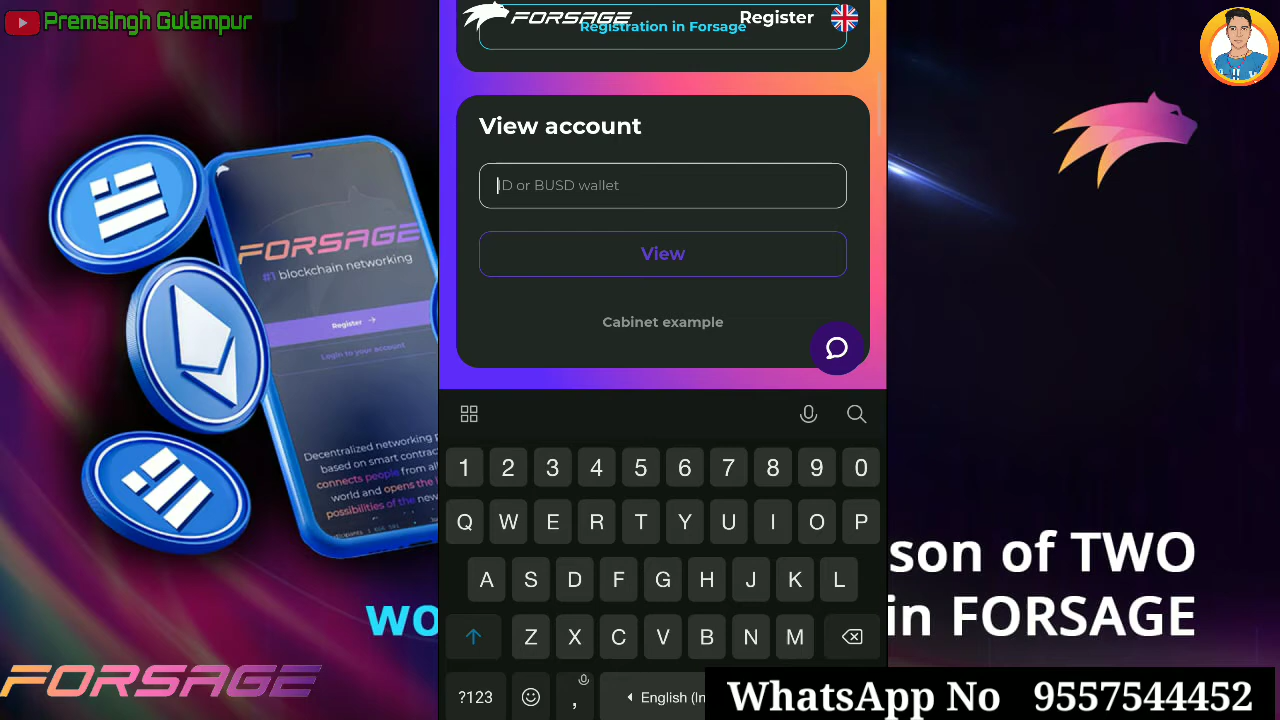 Premsingh Gulampur
FORSAGE
Register
Registration in Forsage
View account
ID or BUSD wallet
View
Cabinet example
FORSAGE
#1 blockchain networking
Register →
Login to your account
Decentralized networking p
based on smart contrac
connects people from al
world and opens the
possibilities of the new
1 2 3 4 5 6 7 8 9 0
Q W E R T Y U I O P
A S D F G H J K L
Z X C V B N M
?123 , English (In
son of TWO
wo in FORSAGE
FORSAGE
WhatsApp No 9557544452